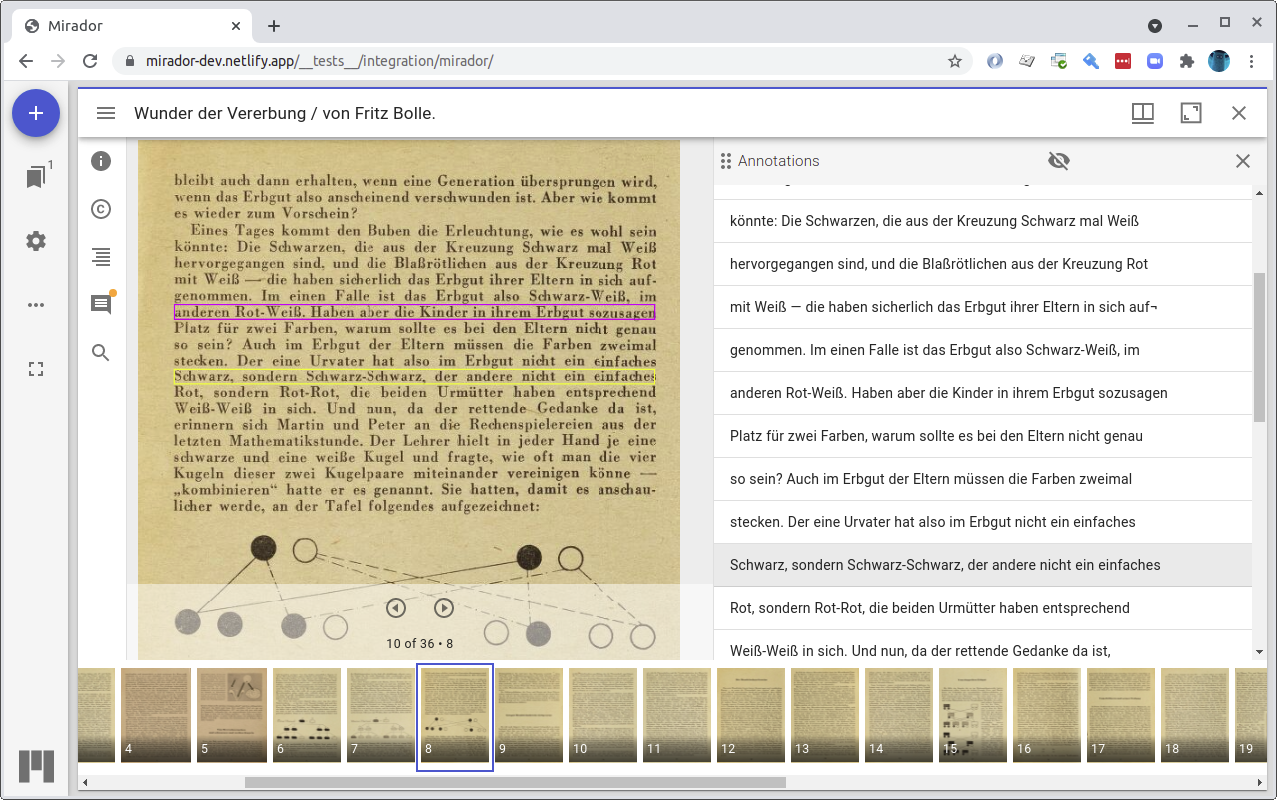 Mirador
mirador-dev.netlify.app/__tests__/integration/mirador/
Wunder der Vererbung / von Fritz Bolle.
1
bleibt auch dann erhalten, wenn eine Generation übersprungen wird,
wenn das Erbgut also anscheinend verschwunden ist. Aber wie kommt
es wieder zum Vorschein?
Eines Tages kommt den Buben die Erleuchtung, wie es wohl sein
könnte: Die Schwarzen, die aus der Kreuzung Schwarz mal Weiß
hervorgegangen sind, und die Blaßrötlichen aus der Kreuzung Rot
mit Weiß — die haben sicherlich das Erbgut ihrer Eltern in sich auf-
genommen. Im einen Falle ist das Erbgut also Schwarz-Weiß, im
anderen Rot-Weiß. Haben aber die Kinder in ihrem Erbgut sozusagen
Platz für zwei Farben, warum sollte es bei den Eltern nicht genau
so sein? Auch im Erbgut der Eltern müssen die Farben zweimal
stecken. Der eine Urvater hat also im Erbgut nicht ein einfaches
Schwarz, sondern Schwarz-Schwarz, der andere nicht ein einfaches
Rot, sondern Rot-Rot, die beiden Urmütter haben entsprechend
Weiß-Weiß in sich. Und nun, da der rettende Gedanke da ist,
erinnern sich Martin und Peter an die Rechenspielereien aus der
letzten Mathematikstunde. Der Lehrer hielt in jeder Hand je eine
schwarze und eine weiße Kugel und fragte, wie oft man die vier
Kugeln dieser zwei Kugelpaare miteinander vereinigen könne —
„kombinieren“ hatte er es genannt. Sie hatten, damit es anschau-
licher werde, an der Tafel folgendes aufgezeichnet:
10 of 36 • 8
Annotations
könnte: Die Schwarzen, die aus der Kreuzung Schwarz mal Weiß
hervorgegangen sind, und die Blaßrötlichen aus der Kreuzung Rot
mit Weiß — die haben sicherlich das Erbgut ihrer Eltern in sich auf¬
genommen. Im einen Falle ist das Erbgut also Schwarz-Weiß, im
anderen Rot-Weiß. Haben aber die Kinder in ihrem Erbgut sozusagen
Platz für zwei Farben, warum sollte es bei den Eltern nicht genau
so sein? Auch im Erbgut der Eltern müssen die Farben zweimal
stecken. Der eine Urvater hat also im Erbgut nicht ein einfaches
Schwarz, sondern Schwarz-Schwarz, der andere nicht ein einfaches
Rot, sondern Rot-Rot, die beiden Urmütter haben entsprechend
Weiß-Weiß in sich. Und nun, da der rettende Gedanke da ist,
4 5 6 7 8 9 10 11 12 13 14 15 16 17 18 19